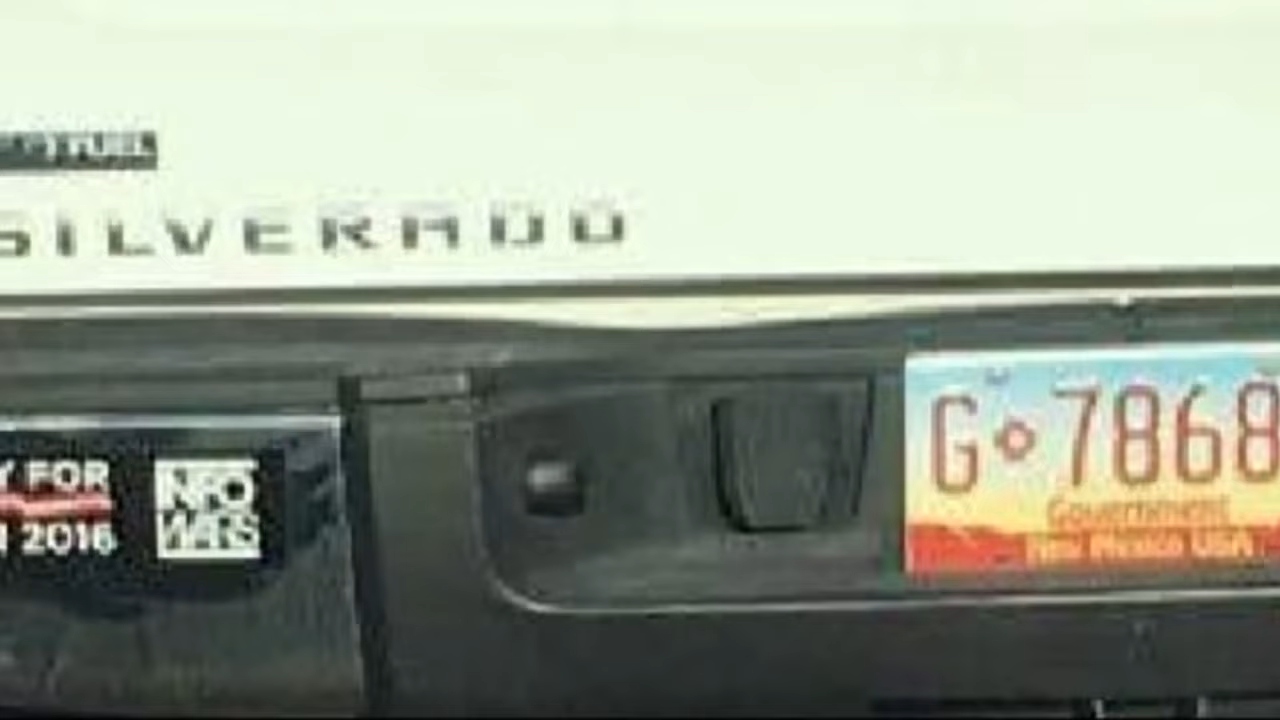 SILVERADO
Y FOR
2016
INFO
WARS
G 7868
Government
New Mexico USA